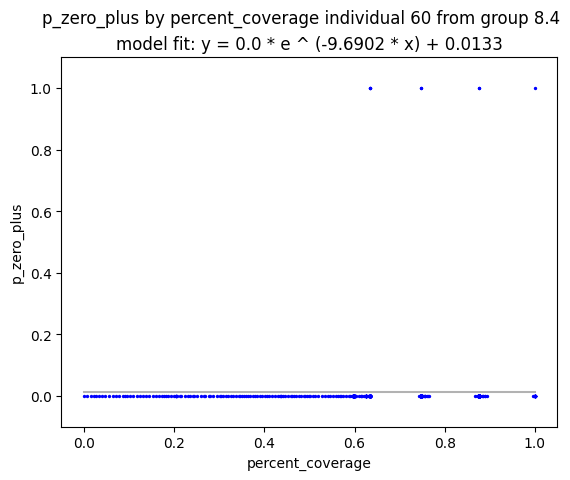 p_zero_plus by percent_coverage individual 60 from group 8.4
model fit: y = 0.0 * e ^ (-9.6902 * x) + 0.0133
1.0
0.8
0.6
0.4
0.2
0.0
p_zero_plus
0.0 0.2 0.4 0.6 0.8 1.0
percent_coverage